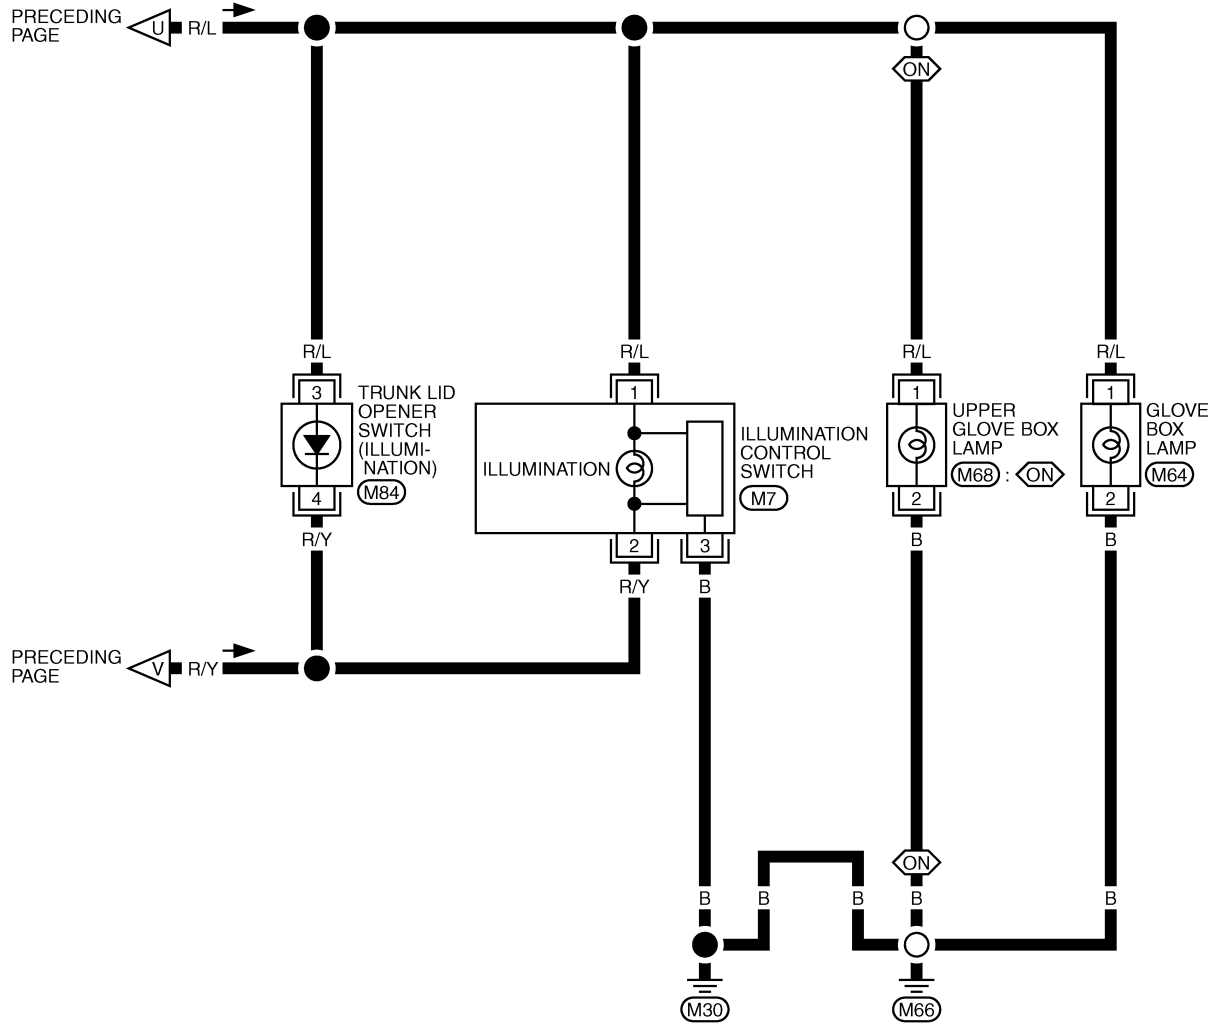 PRECEDING
PAGE
U
R/L
ON
R/L
R/L
R/L
R/L
3
TRUNK LID
OPENER
SWITCH
(ILLUMI-
NATION)
M84
4
R/Y
1
ILLUMINATION
ILLUMINATION
CONTROL
SWITCH
M7
2
3
R/Y
B
1
UPPER
GLOVE BOX
LAMP
M68 : ON
2
B
1
GLOVE
BOX
LAMP
M64
2
B
PRECEDING
PAGE
V
R/Y
ON
B
B
B
B
B
M30
M66